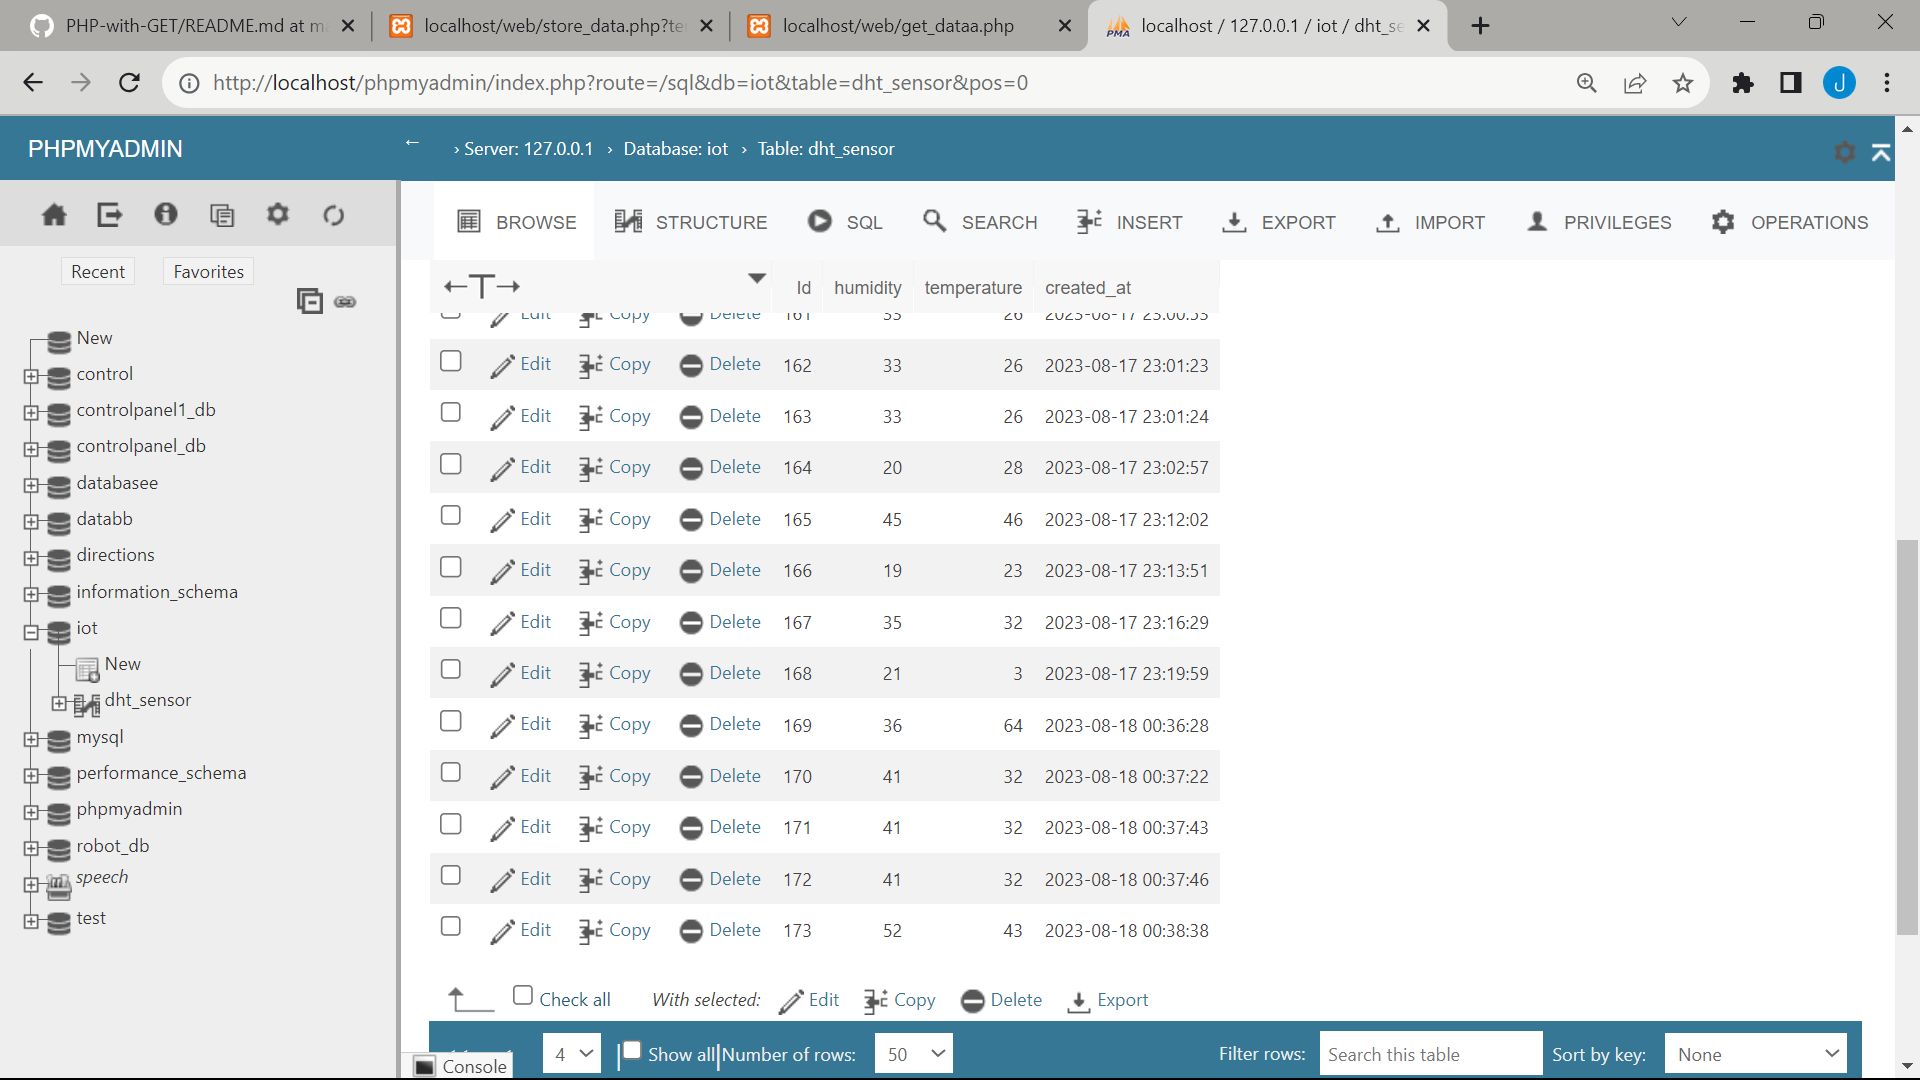 PHP-with-GET/README.md at ma
localhost/web/store_data.php?te
localhost/web/get_dataa.php
localhost / 127.0.0.1 / iot / dht_se
http://localhost/phpmyadmin/index.php?route=/sql&db=iot&table=dht_sensor&pos=0
J
PHPMYADMIN
← › Server: 127.0.0.1 › Database: iot › Table: dht_sensor
BROWSE STRUCTURE SQL SEARCH INSERT EXPORT IMPORT PRIVILEGES OPERATIONS
Recent Favorites
New
control
controlpanel1_db
controlpanel_db
databasee
databb
directions
information_schema
iot
New
dht_sensor
mysql
performance_schema
phpmyadmin
robot_db
speech
test
←T→ Id humidity temperature created_at
Edit Copy Delete 161 33 26 2023-08-17 23:00:53
Edit Copy Delete 162 33 26 2023-08-17 23:01:23
Edit Copy Delete 163 33 26 2023-08-17 23:01:24
Edit Copy Delete 164 20 28 2023-08-17 23:02:57
Edit Copy Delete 165 45 46 2023-08-17 23:12:02
Edit Copy Delete 166 19 23 2023-08-17 23:13:51
Edit Copy Delete 167 35 32 2023-08-17 23:16:29
Edit Copy Delete 168 21 3 2023-08-17 23:19:59
Edit Copy Delete 169 36 64 2023-08-18 00:36:28
Edit Copy Delete 170 41 32 2023-08-18 00:37:22
Edit Copy Delete 171 41 32 2023-08-18 00:37:43
Edit Copy Delete 172 41 32 2023-08-18 00:37:46
Edit Copy Delete 173 52 43 2023-08-18 00:38:38
Check all With selected: Edit Copy Delete Export
4 Show all Number of rows: 50 Filter rows: Search this table Sort by key: None
Console